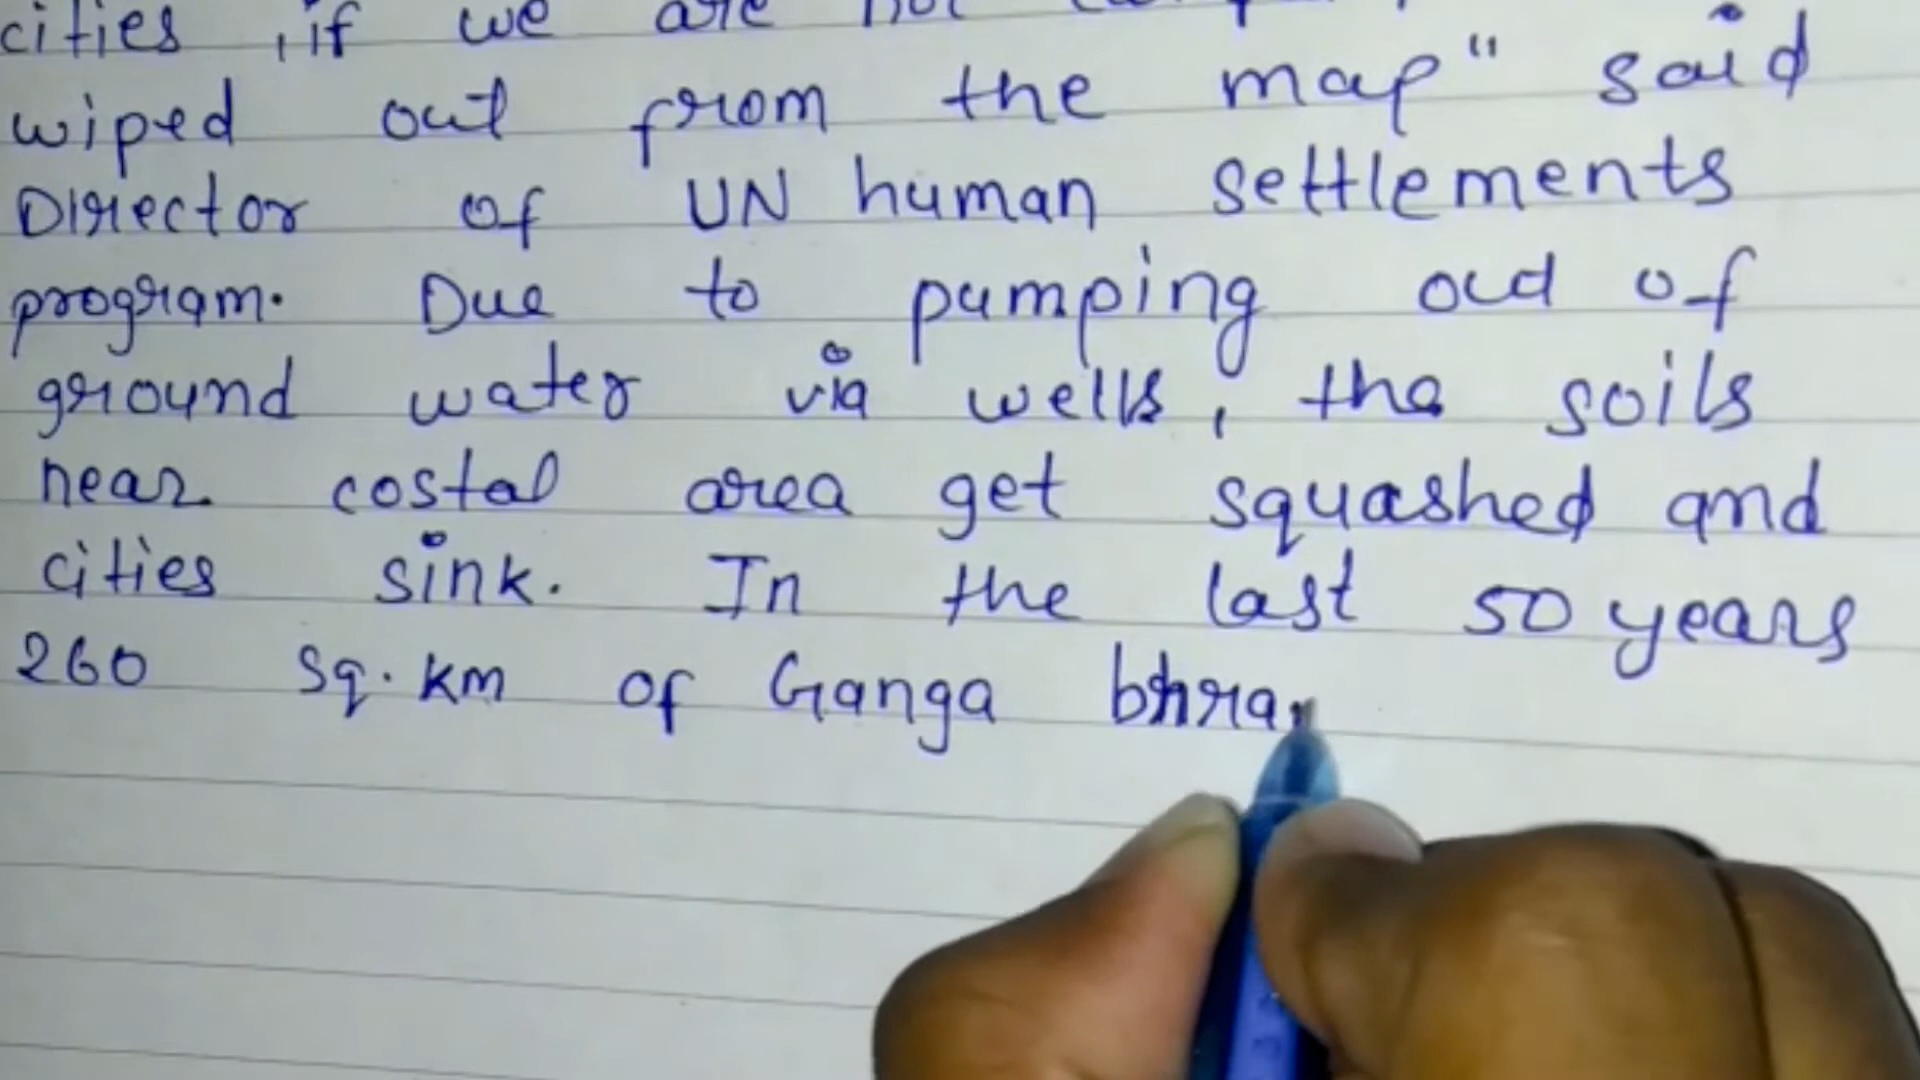 cities , if we are not
wiped out from the map" said
Director of UN human settlements
program. Due to pumping out of
ground water via wells, the soils
near costal area get squashed and
cities sink. In the last 50 years
260 sq. km of Ganga bhra